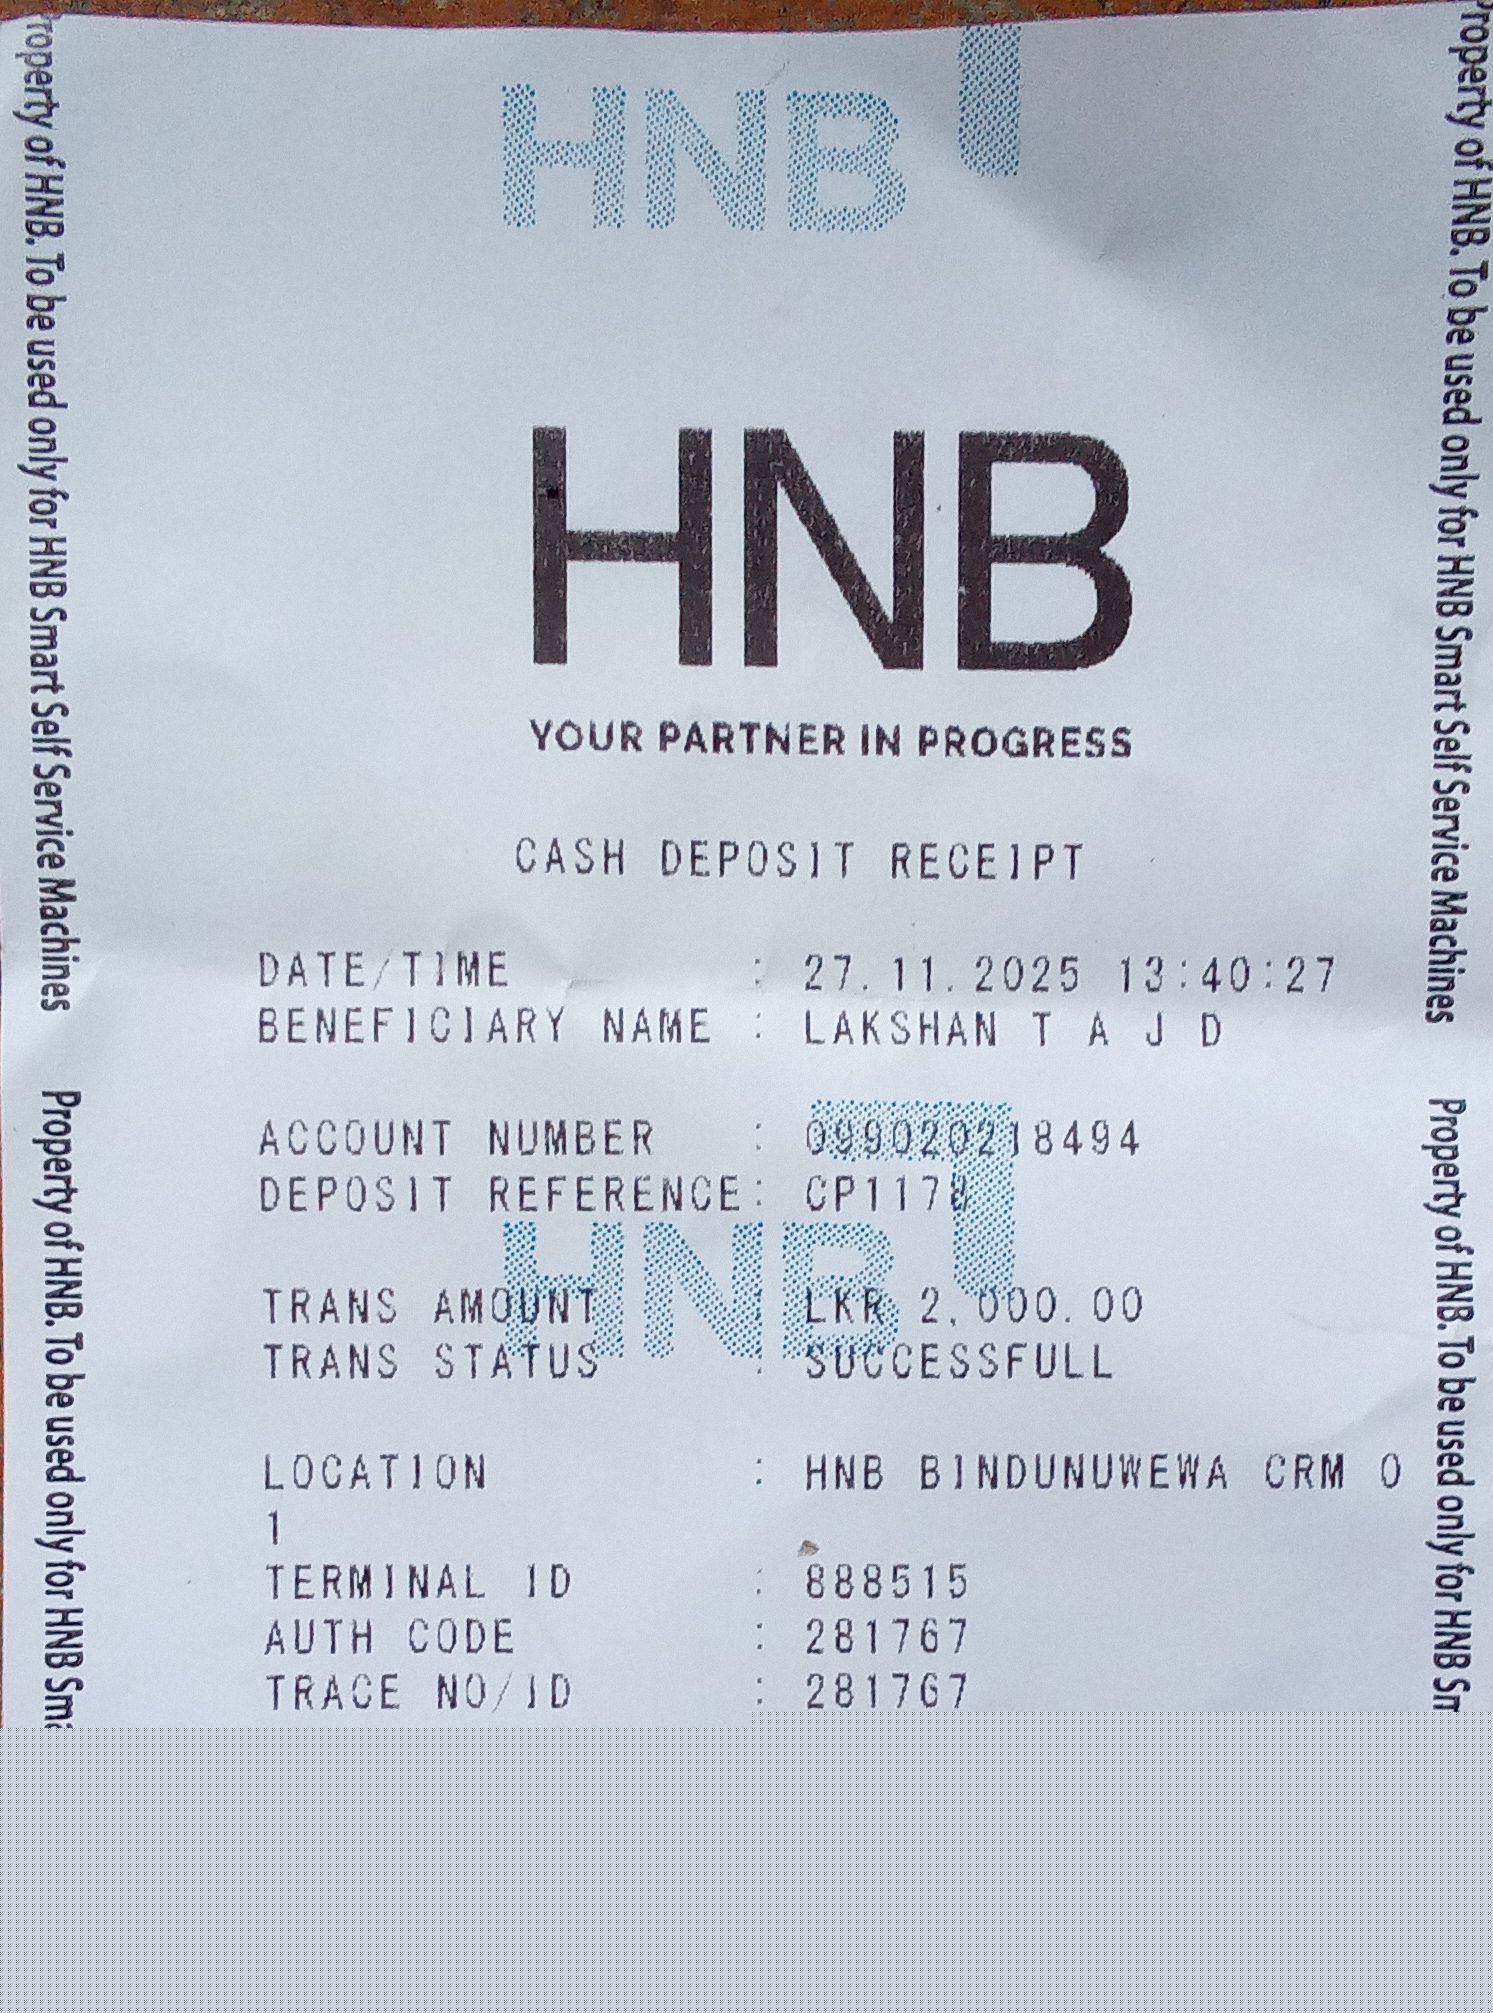 HNB
HNB
YOUR PARTNER IN PROGRESS
CASH DEPOSIT RECEIPT
DATE/TIME : 27.11.2025 13:40:27
BENEFICIARY NAME : LAKSHAN T A J D
ACCOUNT NUMBER : 099020218494
DEPOSIT REFERENCE:
HNB
TRANS AMOUNT : LKR 2,000.00
TRANS STATUS : SUCCESSFULL
LOCATION : HNB BINDUNUWEWA CRM 0
1
TERMINAL ID : 888515
AUTH CODE : 281767
TRACE NO/ID : 281767
Property of HNB. To be used only for HNB Smart Self Service Machines
Property of HNB. To be used only for HNB
Property of HNB. To be used only for HNB Smart Self Service Machines
Property of HNB. To be used only for HNB